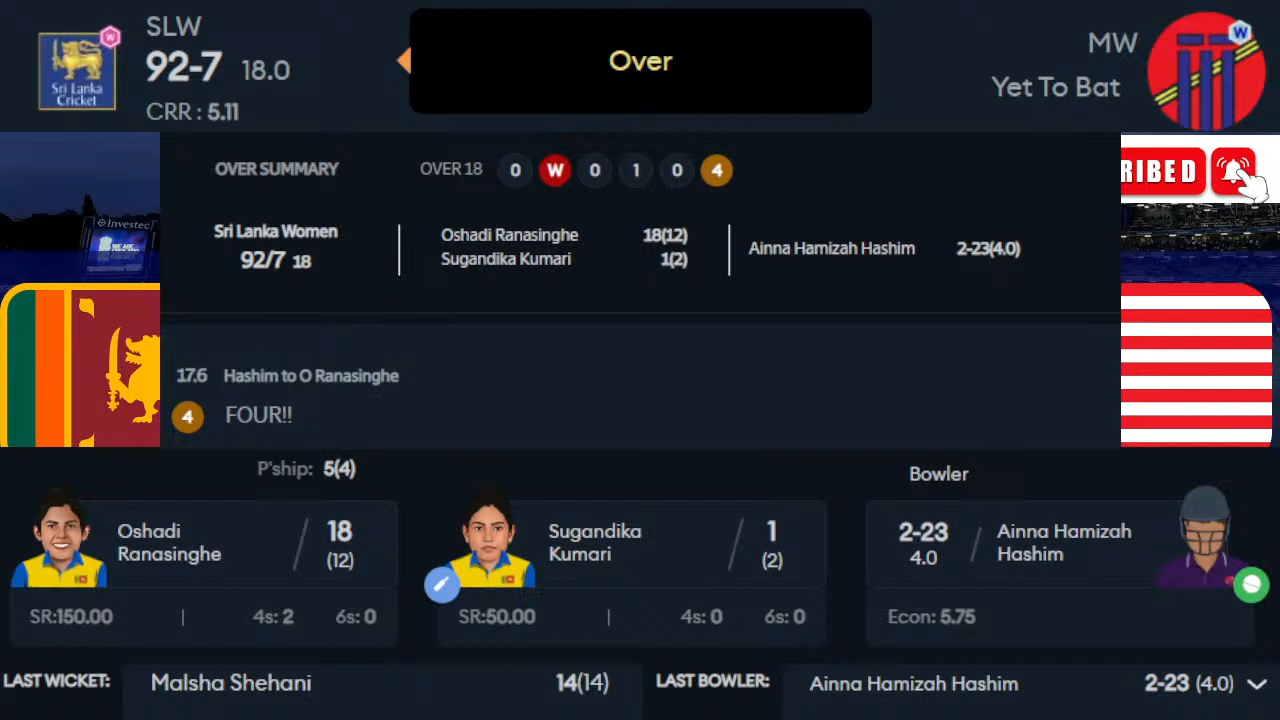 SLW
92-7 18.0
CRR : 5.11
Sri Lanka
Cricket
W
Over
MW
Yet To Bat
W
OVER SUMMARY
OVER 18 0 W 0 1 0 4
Sri Lanka Women
92/7 18
Oshadi Ranasinghe 18(12)
Sugandika Kumari 1(2)
Ainna Hamizah Hashim 2-23(4.0)
RIBED
Investec
17.6 Hashim to O Ranasinghe
4 FOUR!!
P'ship: 5(4)
Bowler
Oshadi
Ranasinghe
18
(12)
SR:150.00 | 4s: 2 6s: 0
Sugandika
Kumari
1
(2)
SR:50.00 | 4s: 0 6s: 0
2-23
4.0
Ainna Hamizah
Hashim
Econ: 5.75
LAST WICKET: Malsha Shehani 14(14)
LAST BOWLER: Ainna Hamizah Hashim 2-23 (4.0)